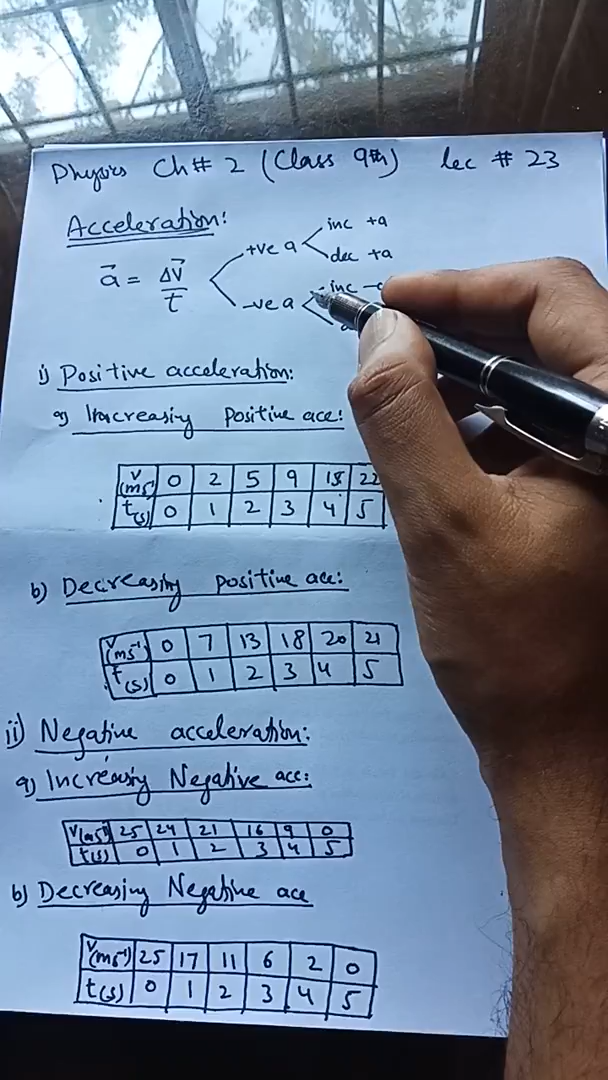 Physics Ch# 2 (Class 9th) lec # 23
Acceleration:
a⃗ = Δv⃗/t
+ve a
inc +a
dec +a
-ve a
inc
i) Positive acceleration:
a) Increasing Positive acc:
V(ms⁻¹) 0 2 5 9 15 22
t(s) 0 1 2 3 4 5
b) Decreasing positive acc:
V(ms⁻¹) 0 7 13 18 20 21
t(s) 0 1 2 3 4 5
ii) Negative acceleration:
a) Increasing Negative acc:
V(ms⁻¹) 25 24 21 16 9 0
t(s) 0 1 2 3 4 5
b) Decreasing Negative acc
V(ms⁻¹) 25 17 11 6 2 0
t(s) 0 1 2 3 4 5